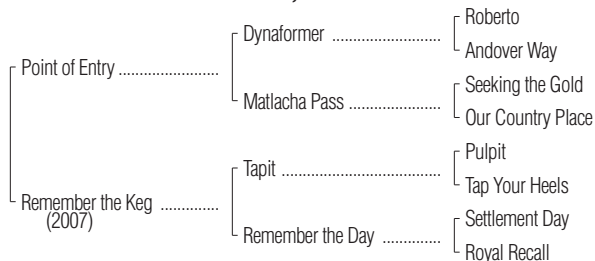 Roberto
Dynaformer ......................
Andover Way
Point of Entry ......................
Seeking the Gold
Matlacha Pass ......................
Our Country Place
Pulpit
Tapit ......................................
Tap Your Heels
Remember the Keg .............
(2007)
Settlement Day
Remember the Day .............
Royal Recall